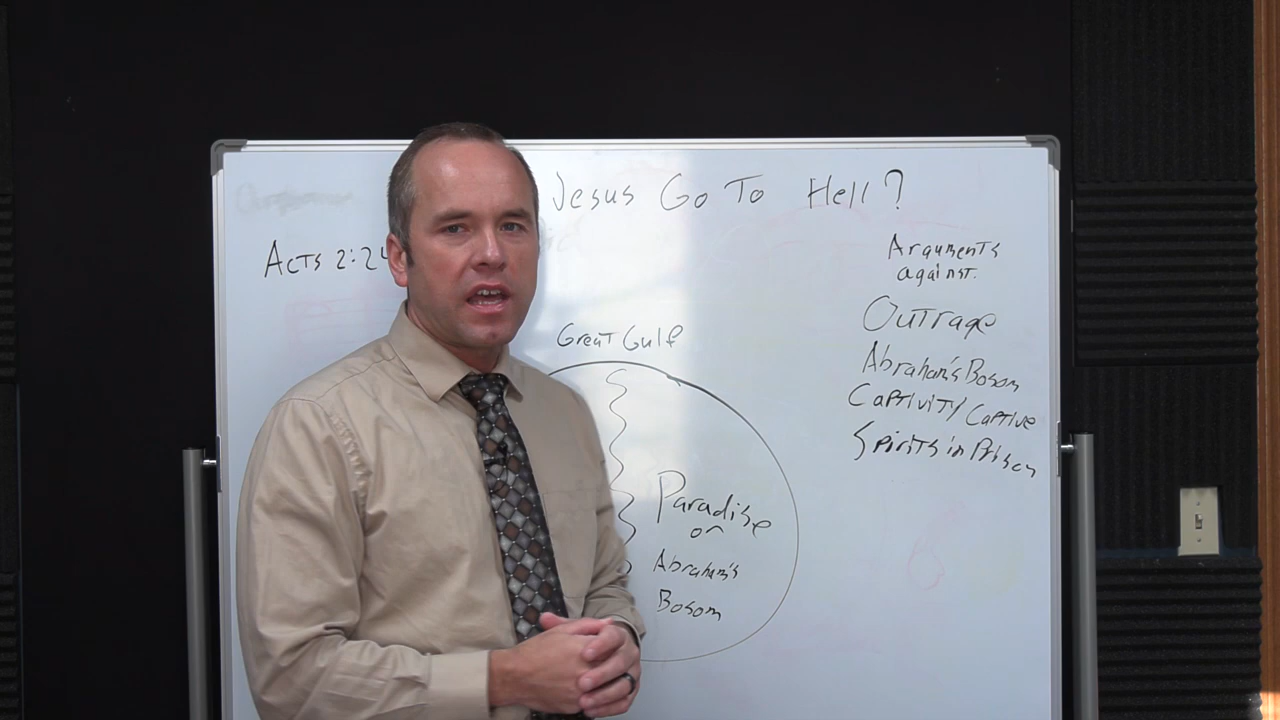 Jesus Go To Hell?
Acts 2:24
Arguments
against.
Outrage
Abraham's Bosom
Captivity/Captive
Spirits in Prison
Great Gulf
Paradise
or
Abraham's
Bosom